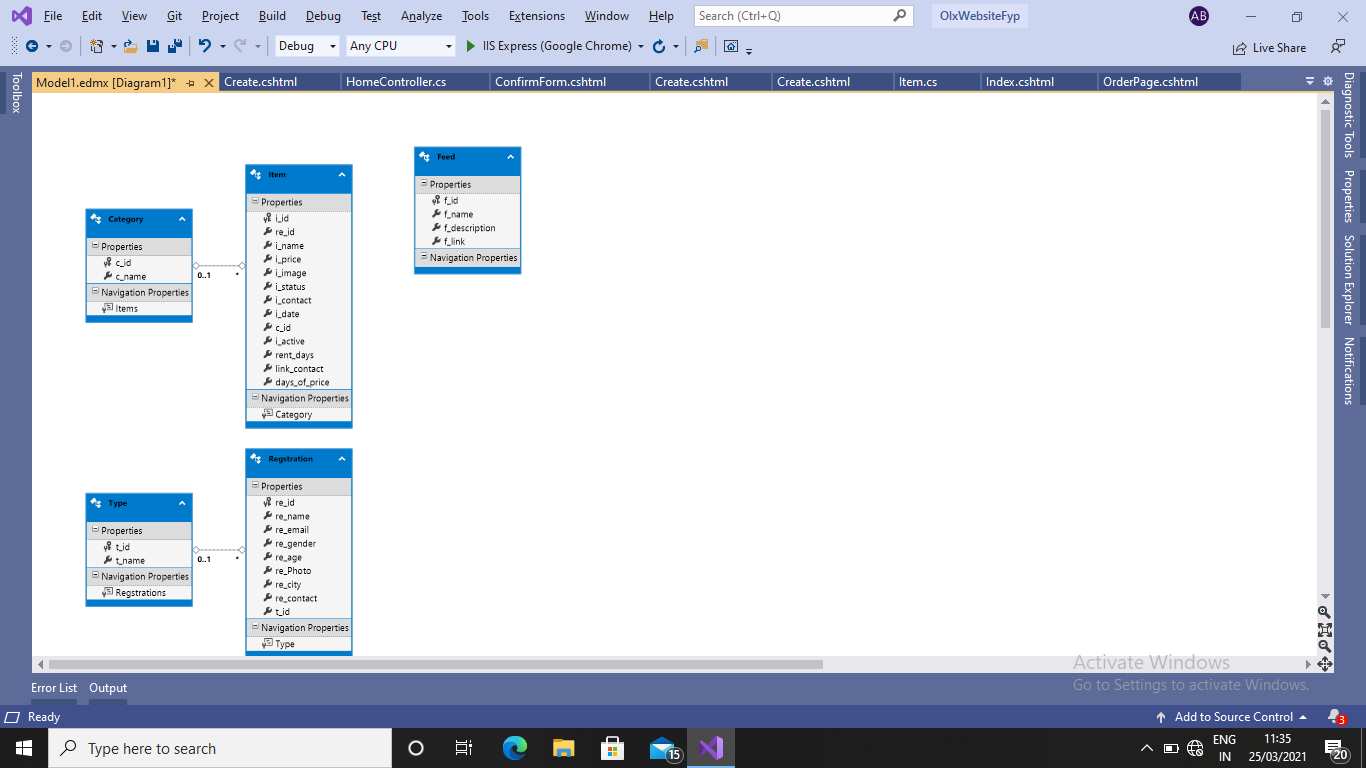 File Edit View Git Project Build Debug Test Analyze Tools Extensions Window Help Search (Ctrl+Q) OlxWebsiteFyp AB
Debug Any CPU IIS Express (Google Chrome) Live Share
Toolbox
Model1.edmx [Diagram1]* Create.cshtml HomeController.cs ConfirmForm.cshtml Create.cshtml Create.cshtml Item.cs Index.cshtml OrderPage.cshtml
Category
Properties
c_id
c_name
Navigation Properties
Items
0..1 *
Item
Properties
i_id
re_id
i_name
i_price
i_image
i_status
i_contact
i_date
c_id
i_active
rent_days
link_contact
days_of_price
Navigation Properties
Category
Feed
Properties
f_id
f_name
f_description
f_link
Navigation Properties
Type
Properties
t_id
t_name
Navigation Properties
Regstrations
0..1 *
Regstration
Properties
re_id
re_name
re_email
re_gender
re_age
re_Photo
re_city
re_contact
t_id
Navigation Properties
Type
Diagnostic Tools
Properties
Solution Explorer
Notifications
Activate Windows
Go to Settings to activate Windows.
Error List Output
Ready Add to Source Control 3
Type here to search 15 ENG IN 11:35 25/03/2021 20